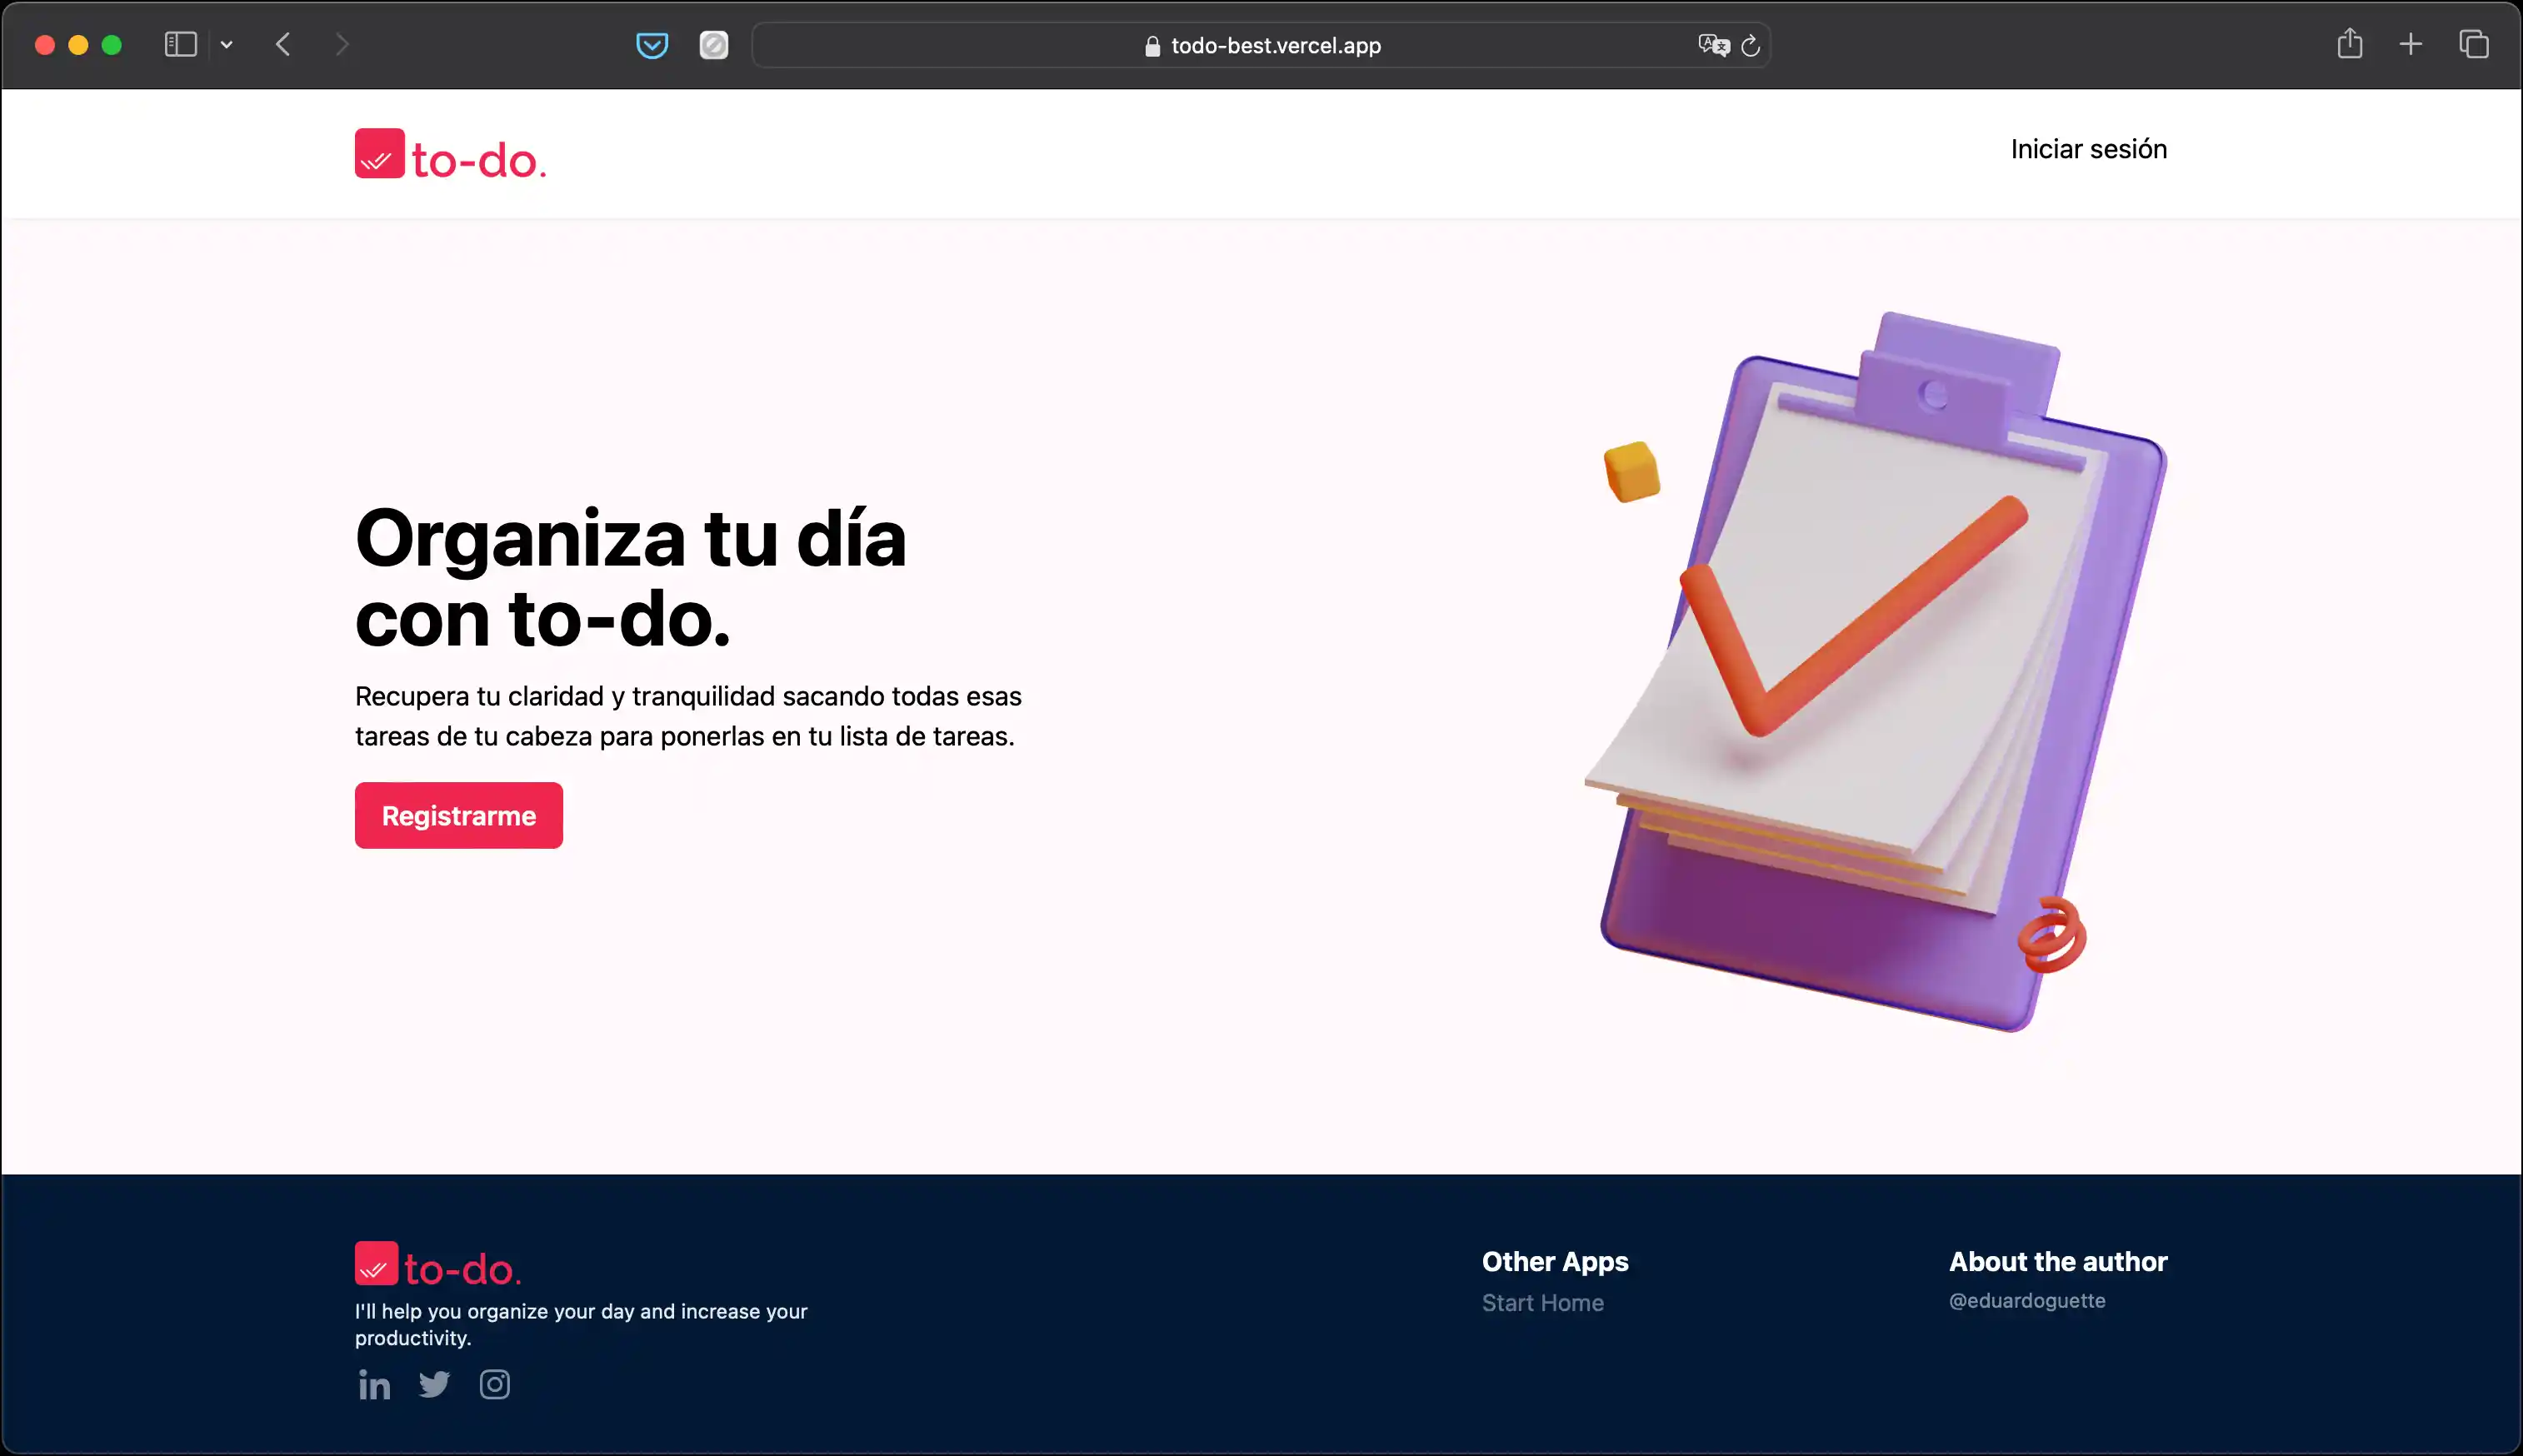 todo-best.vercel.app
to-do.
Iniciar sesión
Organiza tu día
con to-do.
Recupera tu claridad y tranquilidad sacando todas esas
tareas de tu cabeza para ponerlas en tu lista de tareas.
Registrarme
to-do.
I'll help you organize your day and increase your
productivity.
Other Apps
Start Home
About the author
@eduardoguette